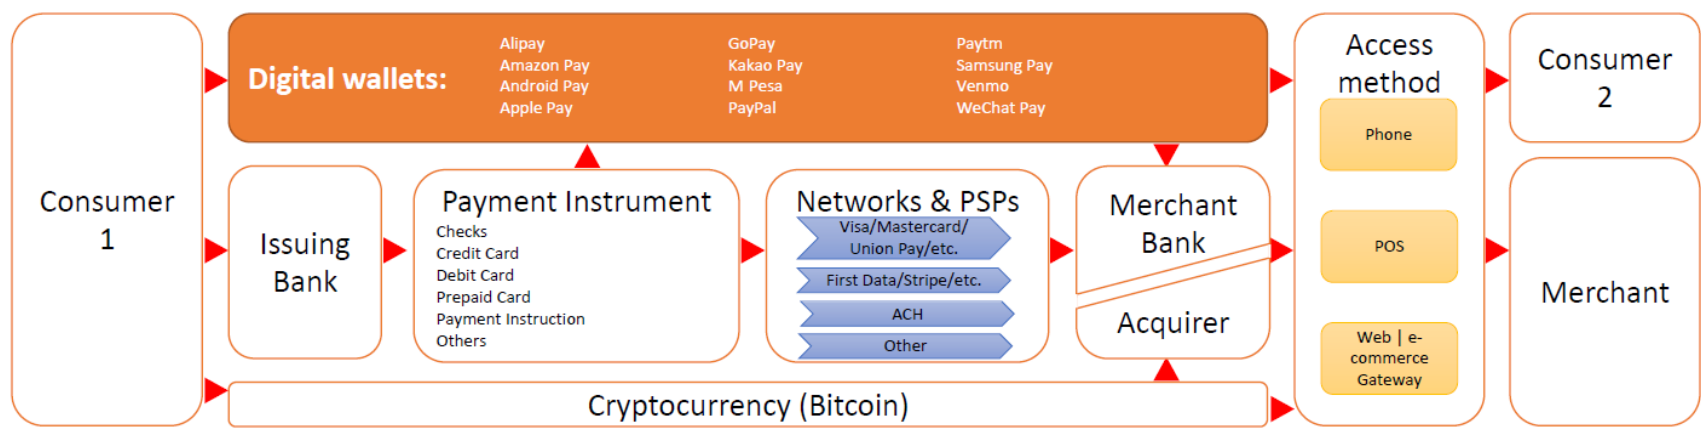 Consumer
1
Digital wallets:
Alipay
Amazon Pay
Android Pay
Apple Pay
GoPay
Kakao Pay
M Pesa
PayPal
Paytm
Samsung Pay
Venmo
WeChat Pay
Issuing
Bank
Payment Instrument
Checks
Credit Card
Debit Card
Prepaid Card
Payment Instruction
Others
Networks & PSPs
Visa/Mastercard/
Union Pay/etc.
First Data/Stripe/etc.
ACH
Other
Merchant
Bank
Acquirer
Cryptocurrency (Bitcoin)
Access
method
Phone
POS
Web | e-
commerce
Gateway
Consumer
2
Merchant